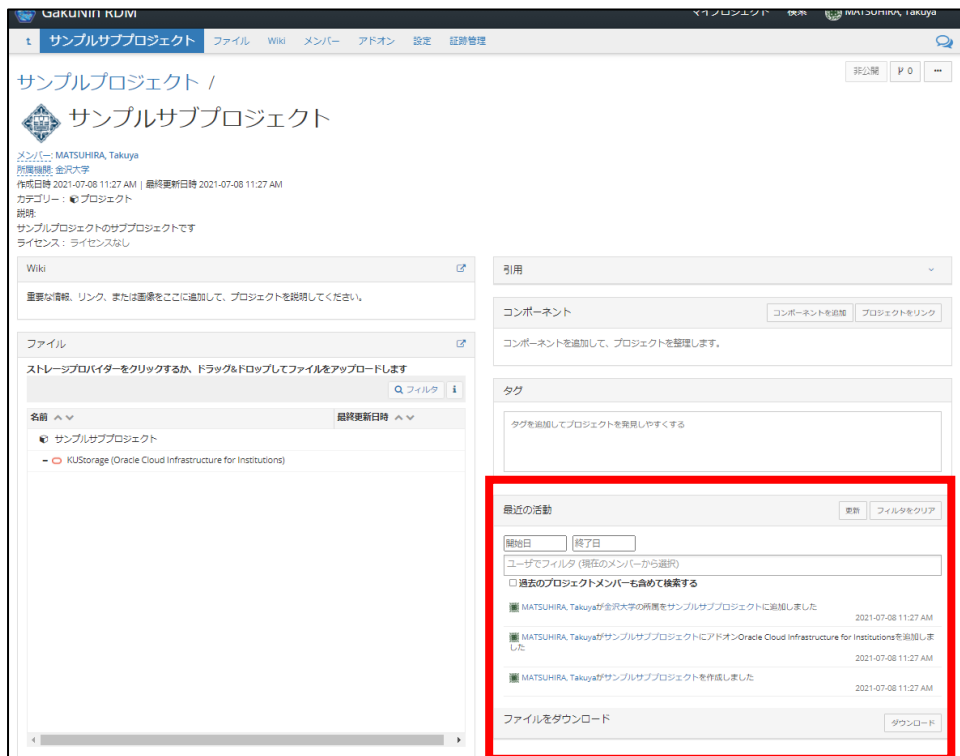 GakuNin RDM マイプロジェクト 検索 MATSUHIRA, Takuya
t サンプルサブプロジェクト ファイル Wiki メンバー アドオン 設定 証跡管理
サンプルプロジェクト / 非公開 0 ···
サンプルサブプロジェクト
メンバー: MATSUHIRA, Takuya
所属機関: 金沢大学
作成日時 2021-07-08 11:27 AM | 最終更新日時 2021-07-08 11:27 AM
カテゴリー： プロジェクト
説明:
サンプルプロジェクトのサブプロジェクトです
ライセンス： ライセンスなし
Wiki
重要な情報、リンク、または画像をここに追加して、プロジェクトを説明してください。
ファイル
ストレージプロバイダーをクリックするか、ドラッグ&ドロップしてファイルをアップロードします
フィルタ i
名前 最終更新日時
サンプルサブプロジェクト
KUStorage (Oracle Cloud Infrastructure for Institutions)
引用
コンポーネント コンポーネントを追加 プロジェクトをリンク
コンポーネントを追加して、プロジェクトを整理します。
タグ
タグを追加してプロジェクトを発見しやすくする
最近の活動 更新 フィルタをクリア
開始日 終了日
ユーザでフィルタ (現在のメンバーから選択)
過去のプロジェクトメンバーも含めて検索する
MATSUHIRA, Takuyaが金沢大学の所属をサンプルサブプロジェクトに追加しました
2021-07-08 11:27 AM
MATSUHIRA, TakuyaがサンプルサブプロジェクトにアドオンOracle Cloud Infrastructure for Institutionsを追加しま
した
2021-07-08 11:27 AM
MATSUHIRA, Takuyaがサンプルサブプロジェクトを作成しました
2021-07-08 11:27 AM
ファイルをダウンロード ダウンロード